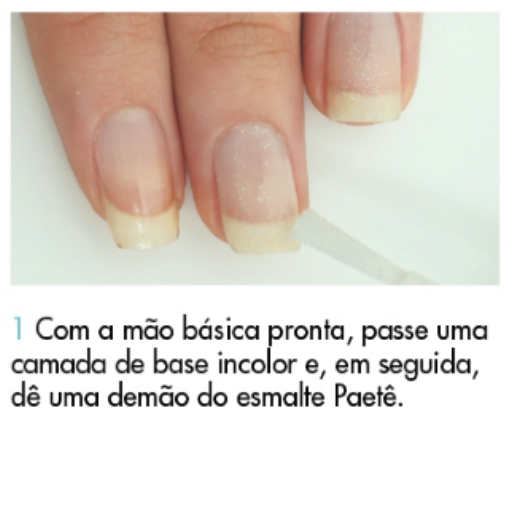 1 Com a mão básica pronta, passe uma
camada de base incolor e, em seguida,
dê uma demão do esmalte Paetê.